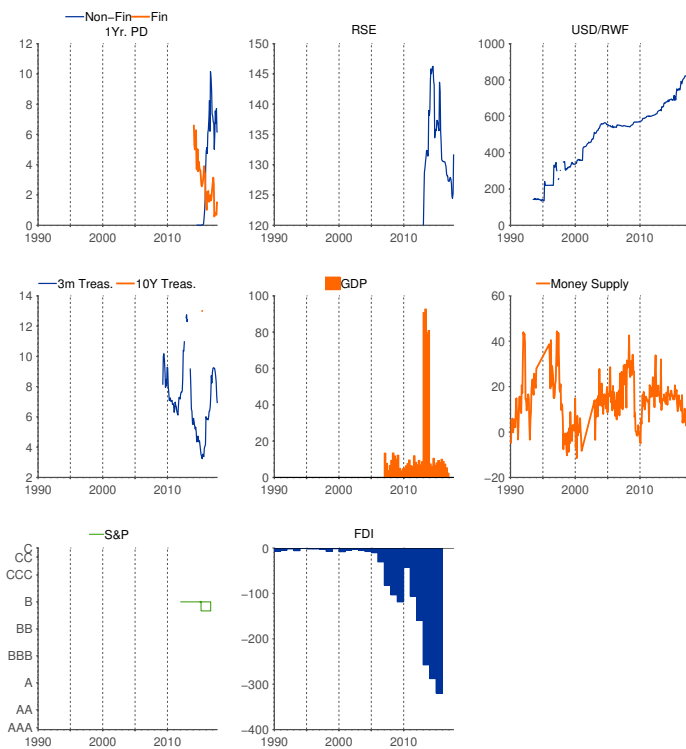 Non-Fin Fin
1Yr. PD
12
10
8
6
4
2
0
1990 2000 2010
RSE
150
145
140
135
130
125
120
1990 2000 2010
USD/RWF
1000
800
600
400
200
0
1990 2000 2010
3m Treas. 10Y Treas.
14
12
10
8
6
4
2
1990 2000 2010
GDP
100
80
60
40
20
0
1990 2000 2010
Money Supply
60
40
20
0
−20
1990 2000 2010
S&P
C
CC
CCC
B
BB
BBB
A
AA
AAA
1990 2000 2010
FDI
0
−100
−200
−300
−400
1990 2000 2010